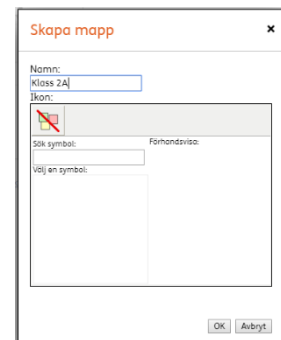 Skapa mapp
Namn:
Klass 2A
Ikon:
Sök symbol:
Förhandsvisa:
Välj en symbol:
OK
Avbryt